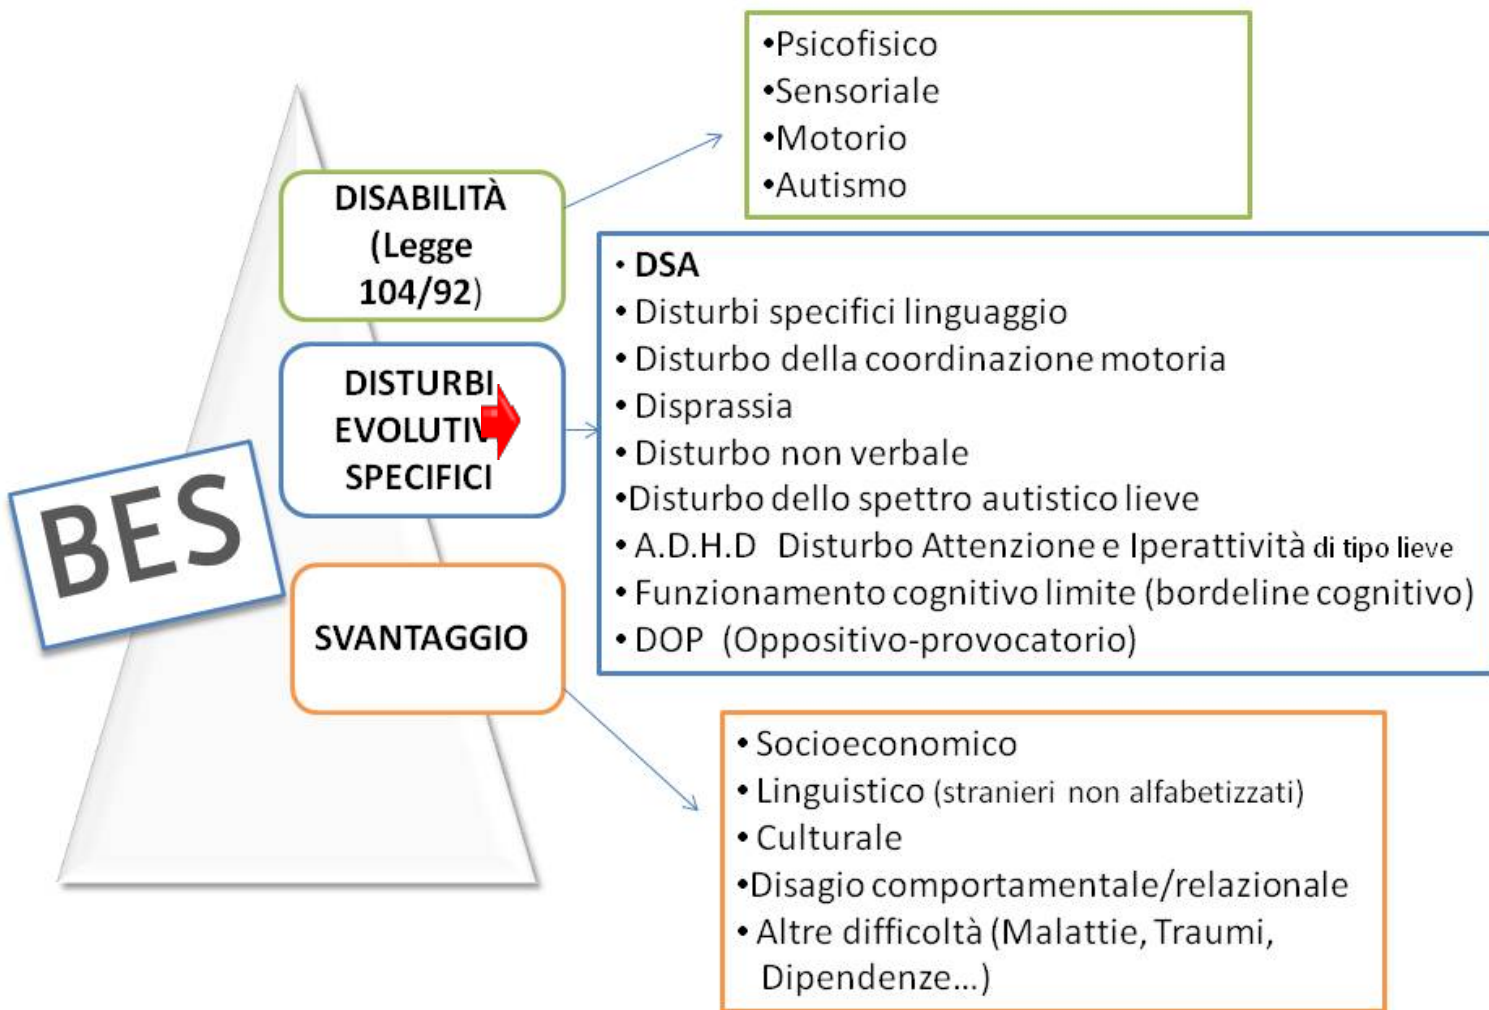 BES
DISABILITÀ
(Legge
104/92)
•Psicofisico
•Sensoriale
•Motorio
•Autismo
DISTURBI
EVOLUTIV
SPECIFICI
• DSA
• Disturbi specifici linguaggio
• Disturbo della coordinazione motoria
• Disprassia
• Disturbo non verbale
•Disturbo dello spettro autistico lieve
• A.D.H.D Disturbo Attenzione e Iperattività di tipo lieve
• Funzionamento cognitivo limite (bordeline cognitivo)
• DOP (Oppositivo-provocatorio)
SVANTAGGIO
• Socioeconomico
• Linguistico (stranieri non alfabetizzati)
• Culturale
•Disagio comportamentale/relazionale
• Altre difficoltà (Malattie, Traumi,
Dipendenze...)